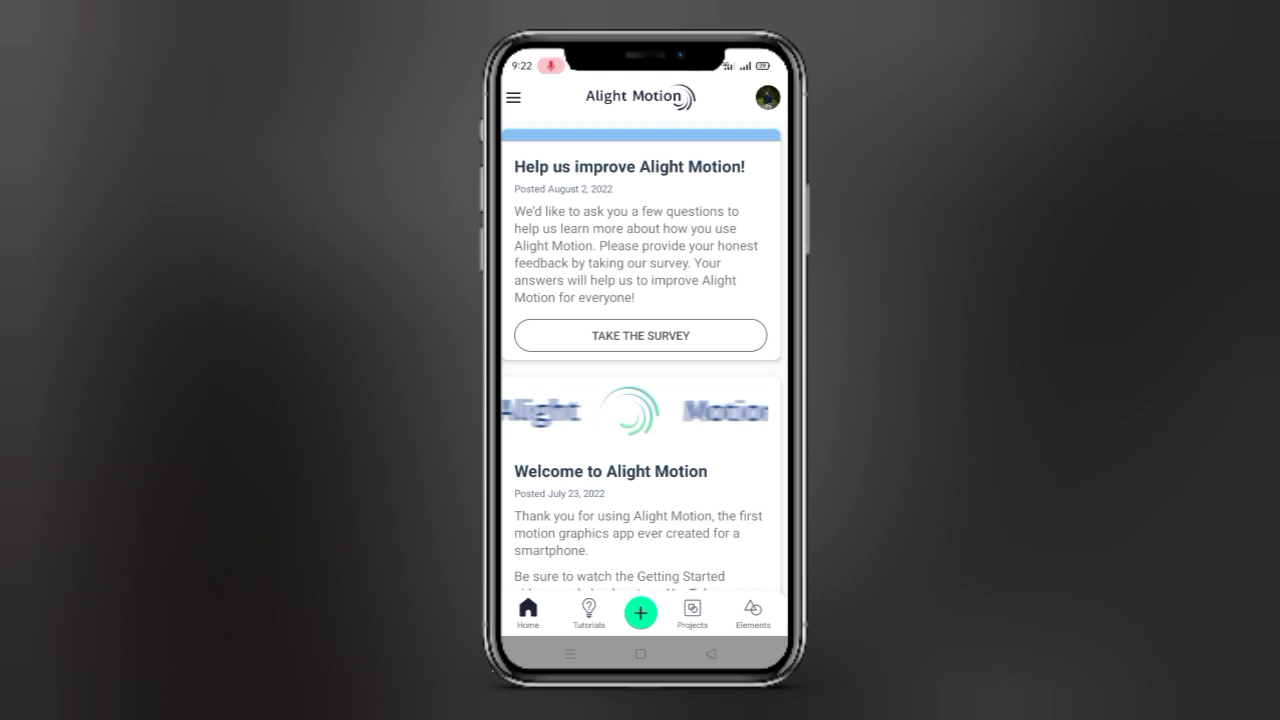 9:22
Alight Motion
Help us improve Alight Motion!
Posted August 2, 2022
We'd like to ask you a few questions to
help us learn more about how you use
Alight Motion. Please provide your honest
feedback by taking our survey. Your
answers will help us to improve Alight
Motion for everyone!
TAKE THE SURVEY
Alight Motion
Welcome to Alight Motion
Posted July 23, 2022
Thank you for using Alight Motion, the first
motion graphics app ever created for a
smartphone.
Be sure to watch the Getting Started
Home Tutorials Projects Elements